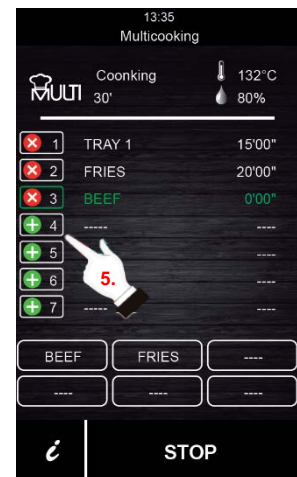 13:35
Multicooking
MULTI Coonking 132°C
30' 80%
1 TRAY 1 15'00"
2 FRIES 20'00"
3 BEEF 0'00"
4 ----- ----
5 ----
6 ----
7 ----- ----
5.
BEEF FRIES ----
---- ---- ----
i STOP